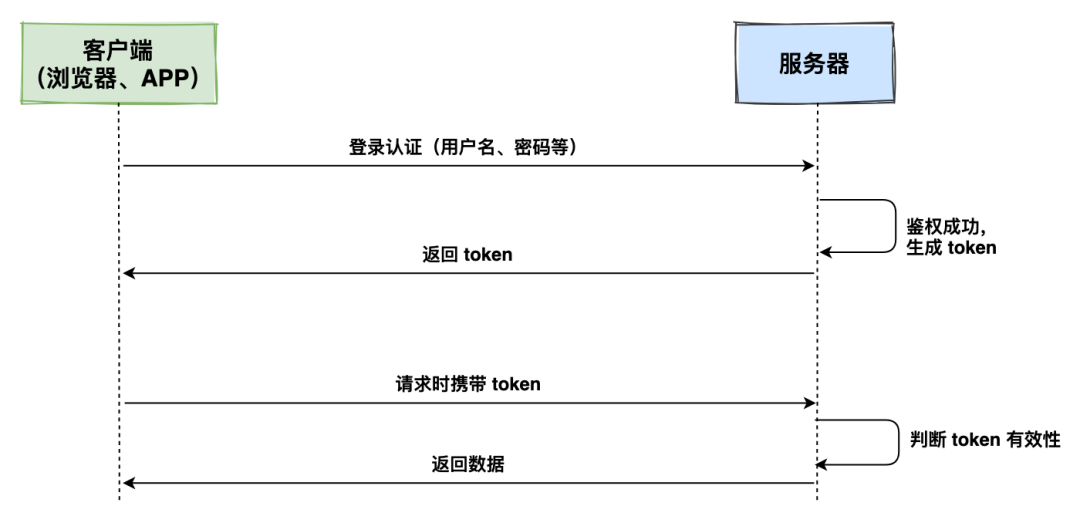 客户端
（浏览器、APP）
服务器
登录认证（用户名、密码等）
鉴权成功，
生成 token
返回 token
请求时携带 token
判断 token 有效性
返回数据